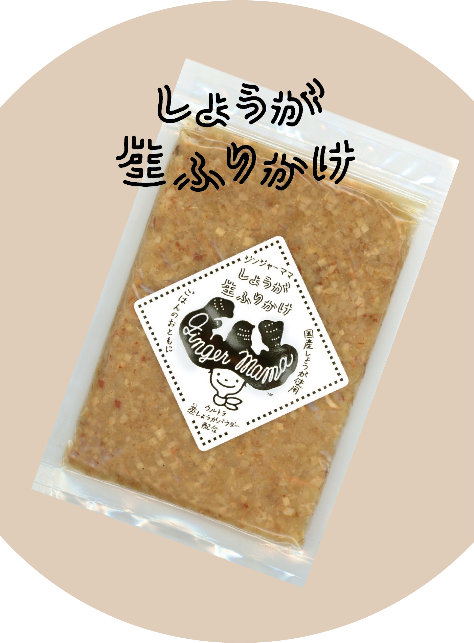 しょうが
生ふりかけ
ジンジャーママ
しょうが
生ふりかけ
ごはんのおともに
国産しょうが使用
Ginger Mama
ウルトラ
蒸しょうがパウダー
配合